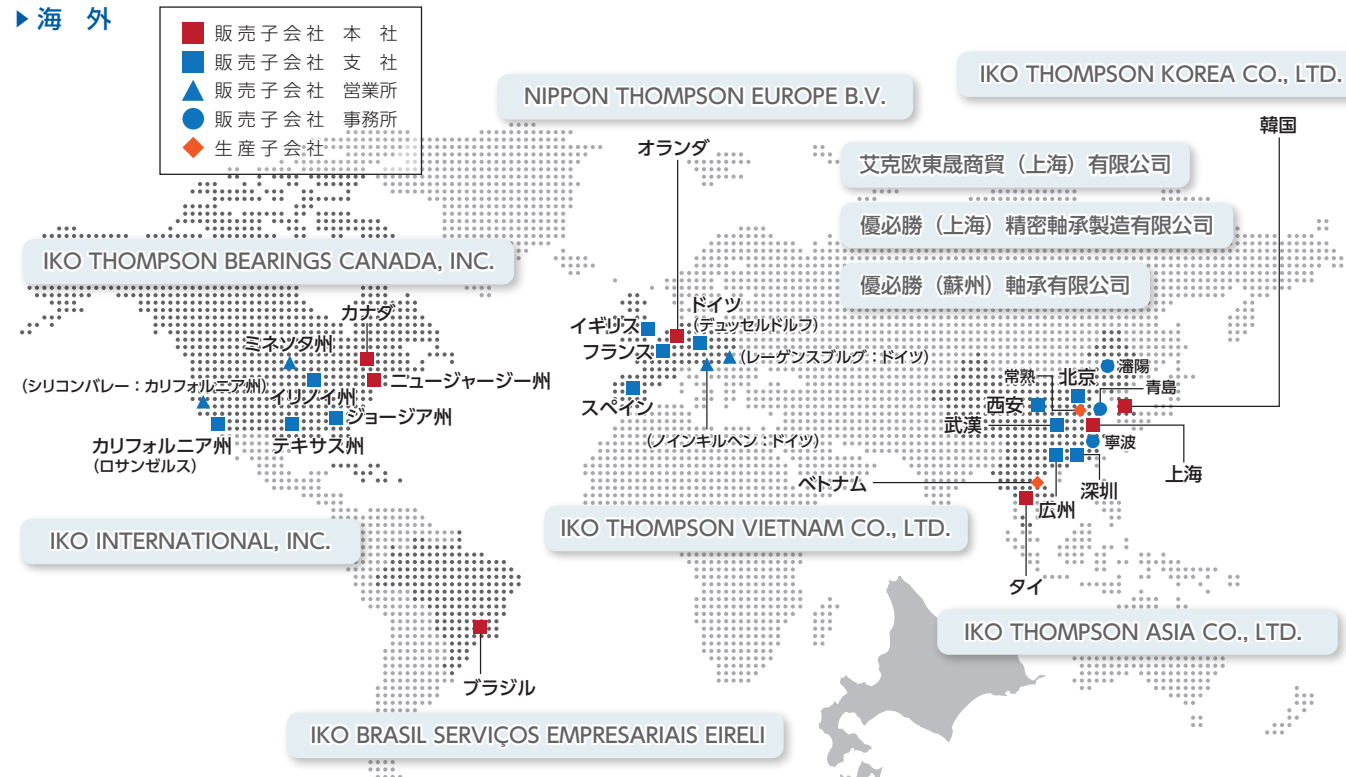 ▶海 外
販売子会社 本 社
販売子会社 支 社
販売子会社 営業所
販売子会社 事務所
生産子会社
NIPPON THOMPSON EUROPE B.V.
IKO THOMPSON KOREA CO., LTD.
韓国
オランダ
艾克欧東晟商貿（上海）有限公司
優必勝（上海）精密軸承製造有限公司
優必勝（蘇州）軸承有限公司
IKO THOMPSON BEARINGS CANADA, INC.
カナダ
ミネソタ州
(シリコンバレー：カリフォルニア州)
イリノイ州
ニュージャージー州
ジョージア州
カリフォルニア州
(ロサンゼルス)
テキサス州
イギリス
ドイツ
(デュッセルドルフ)
フランス
(レーゲンスブルグ：ドイツ)
スペイン
(ノインキルヘン：ドイツ)
瀋陽
常熟
北京
青島
西安
武漢
寧波
上海
深圳
広州
ベトナム
タイ
IKO INTERNATIONAL, INC.
IKO THOMPSON VIETNAM CO., LTD.
IKO THOMPSON ASIA CO., LTD.
ブラジル
IKO BRASIL SERVIÇOS EMPRESARIAIS EIRELI